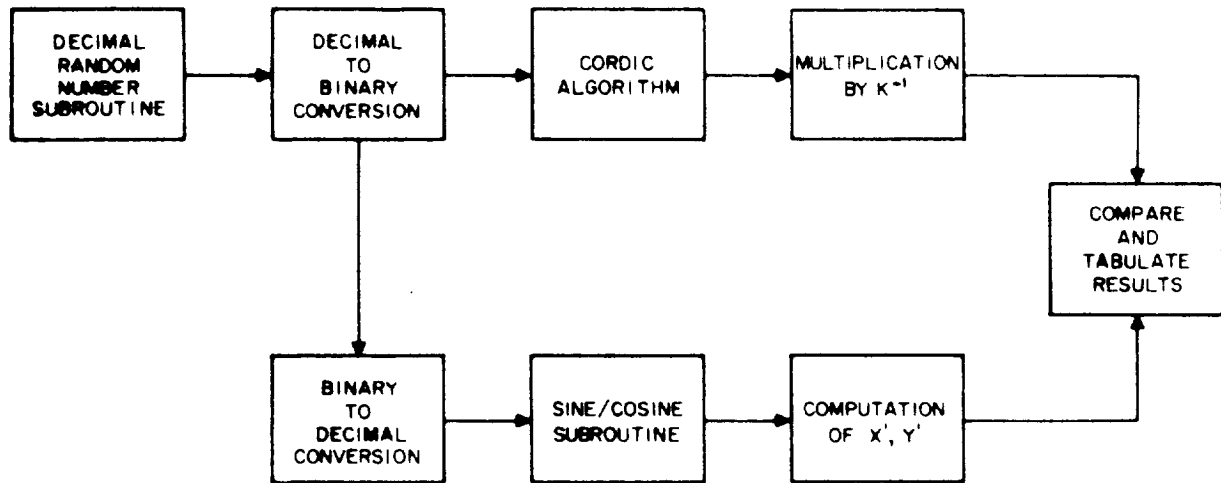 DECIMAL
RANDOM
NUMBER
SUBROUTINE
DECIMAL
TO
BINARY
CONVERSION
CORDIC
ALGORITHM
MULTIPLICATION
BY K⁻¹
COMPARE
AND
TABULATE
RESULTS
BINARY
TO
DECIMAL
CONVERSION
SINE/COSINE
SUBROUTINE
COMPUTATION
OF X', Y'